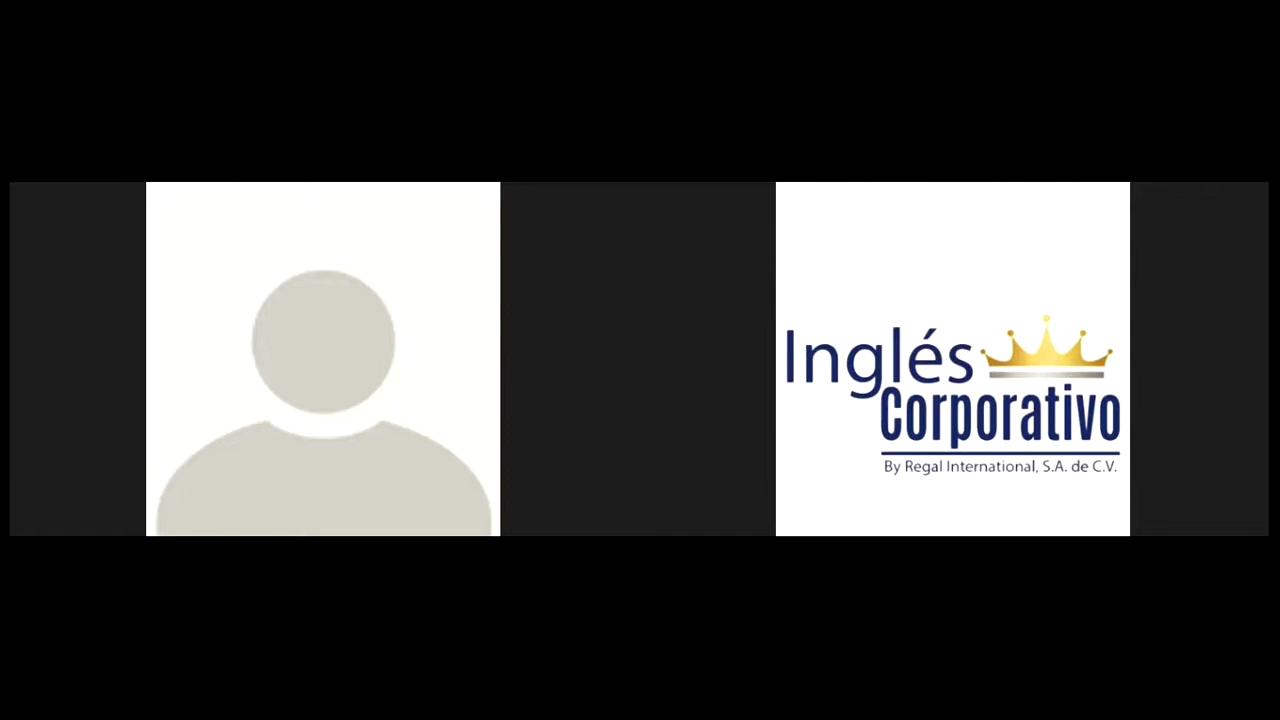 Inglés
Corporativo
By Regal International, S.A. de C.V.